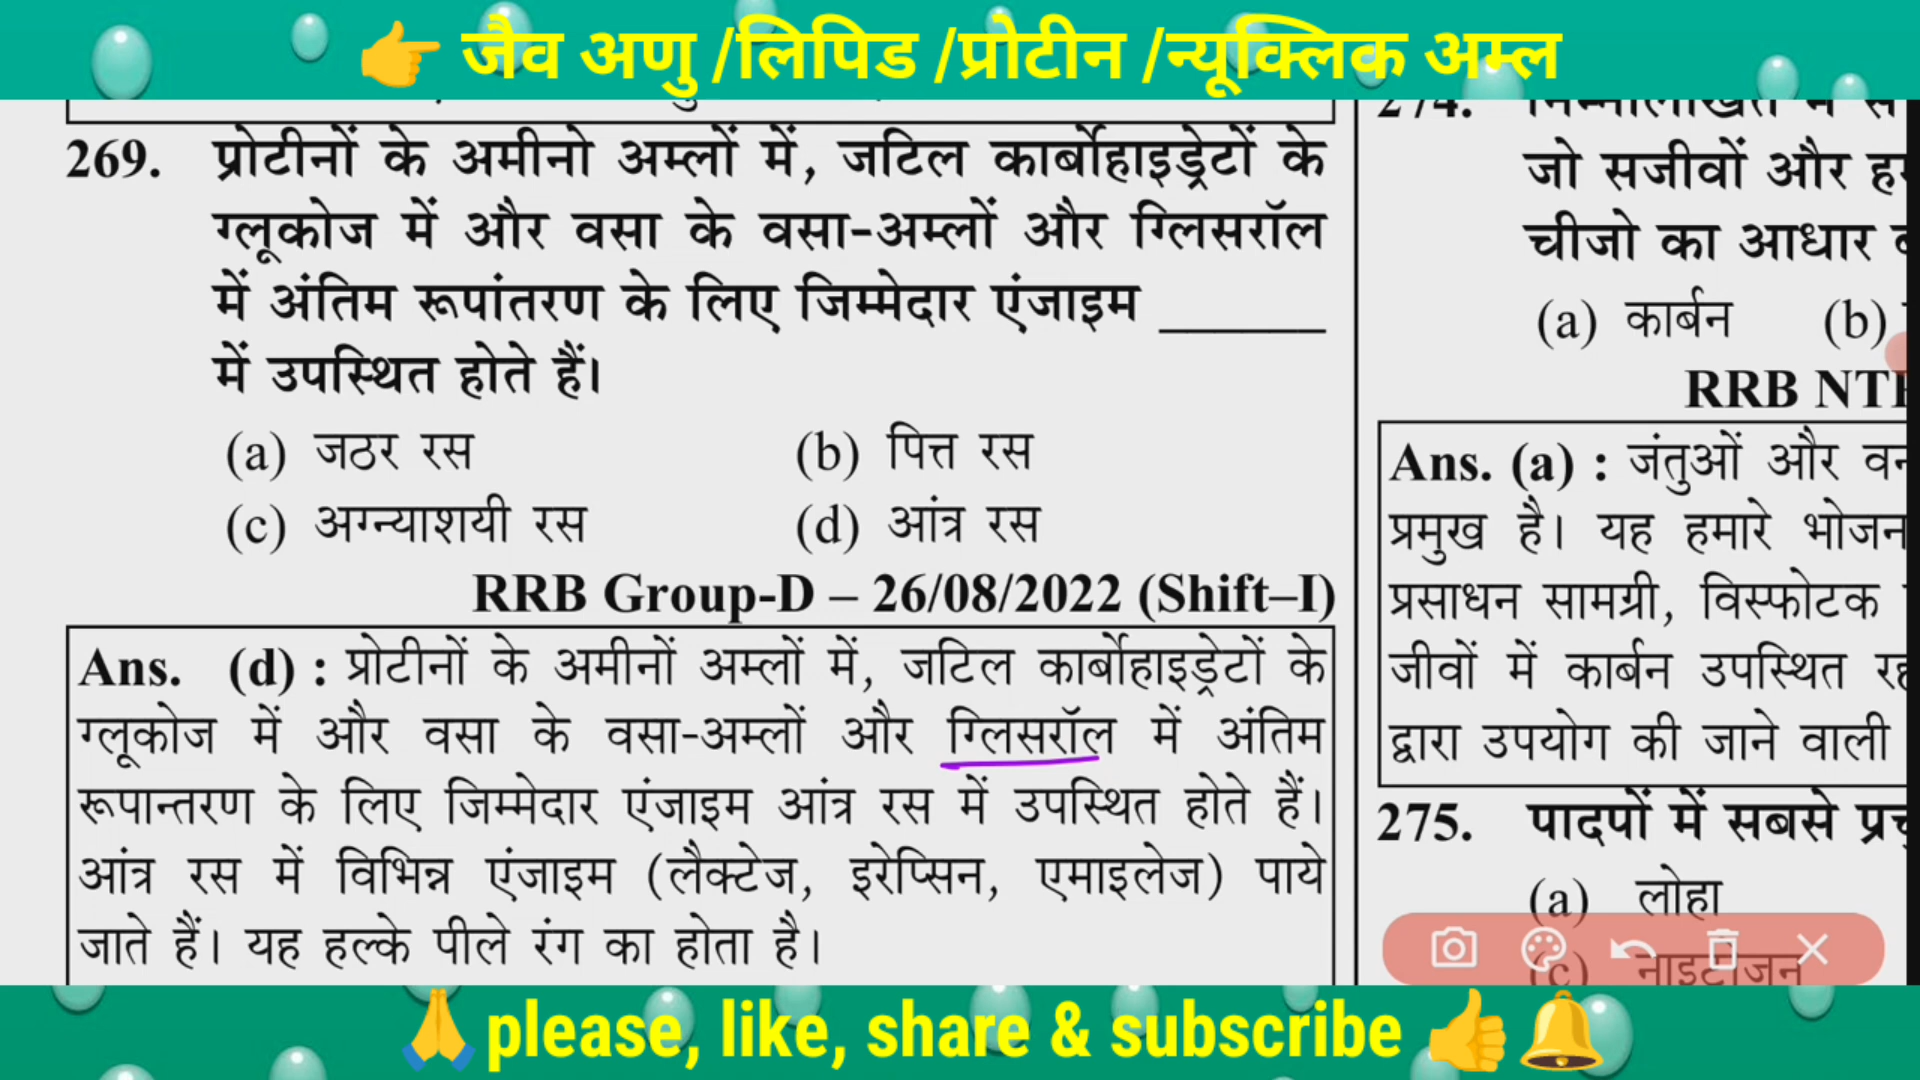 जैव अणु /लिपिड /प्रोटीन /न्यूक्लिक अम्ल
269. प्रोटीनों के अमीनो अम्लों में, जटिल कार्बोहाइड्रेटों के
ग्लूकोज में और वसा के वसा-अम्लों और ग्लिसरॉल
में अंतिम रूपांतरण के लिए जिम्मेदार एंजाइम ______
में उपस्थित होते हैं।
(a) जठर रस (b) पित्त रस
(c) अग्न्याशयी रस (d) आंत्र रस
RRB Group-D – 26/08/2022 (Shift–I)
Ans. (d) : प्रोटीनों के अमीनों अम्लों में, जटिल कार्बोहाइड्रेटों के
ग्लूकोज में और वसा के वसा-अम्लों और ग्लिसरॉल में अंतिम
रूपान्तरण के लिए जिम्मेदार एंजाइम आंत्र रस में उपस्थित होते हैं।
आंत्र रस में विभिन्न एंजाइम (लैक्टेज, इरेप्सिन, एमाइलेज) पाये
जाते हैं। यह हल्के पीले रंग का होता है।
274. निम्नलिखित में से
जो सजीवों और
चीजो का आधार
(a) कार्बन (b)
RRB
Ans. (a) : जंतुओं और
प्रमुख है। यह हमारे भोजन
प्रसाधन सामग्री, विस्फोटक
जीवों में कार्बन उपस्थित
द्वारा उपयोग की जाने वाली
275. पादपों में सबसे
(a) लोहा
(c) नाइट्रोजन
please, like, share & subscribe